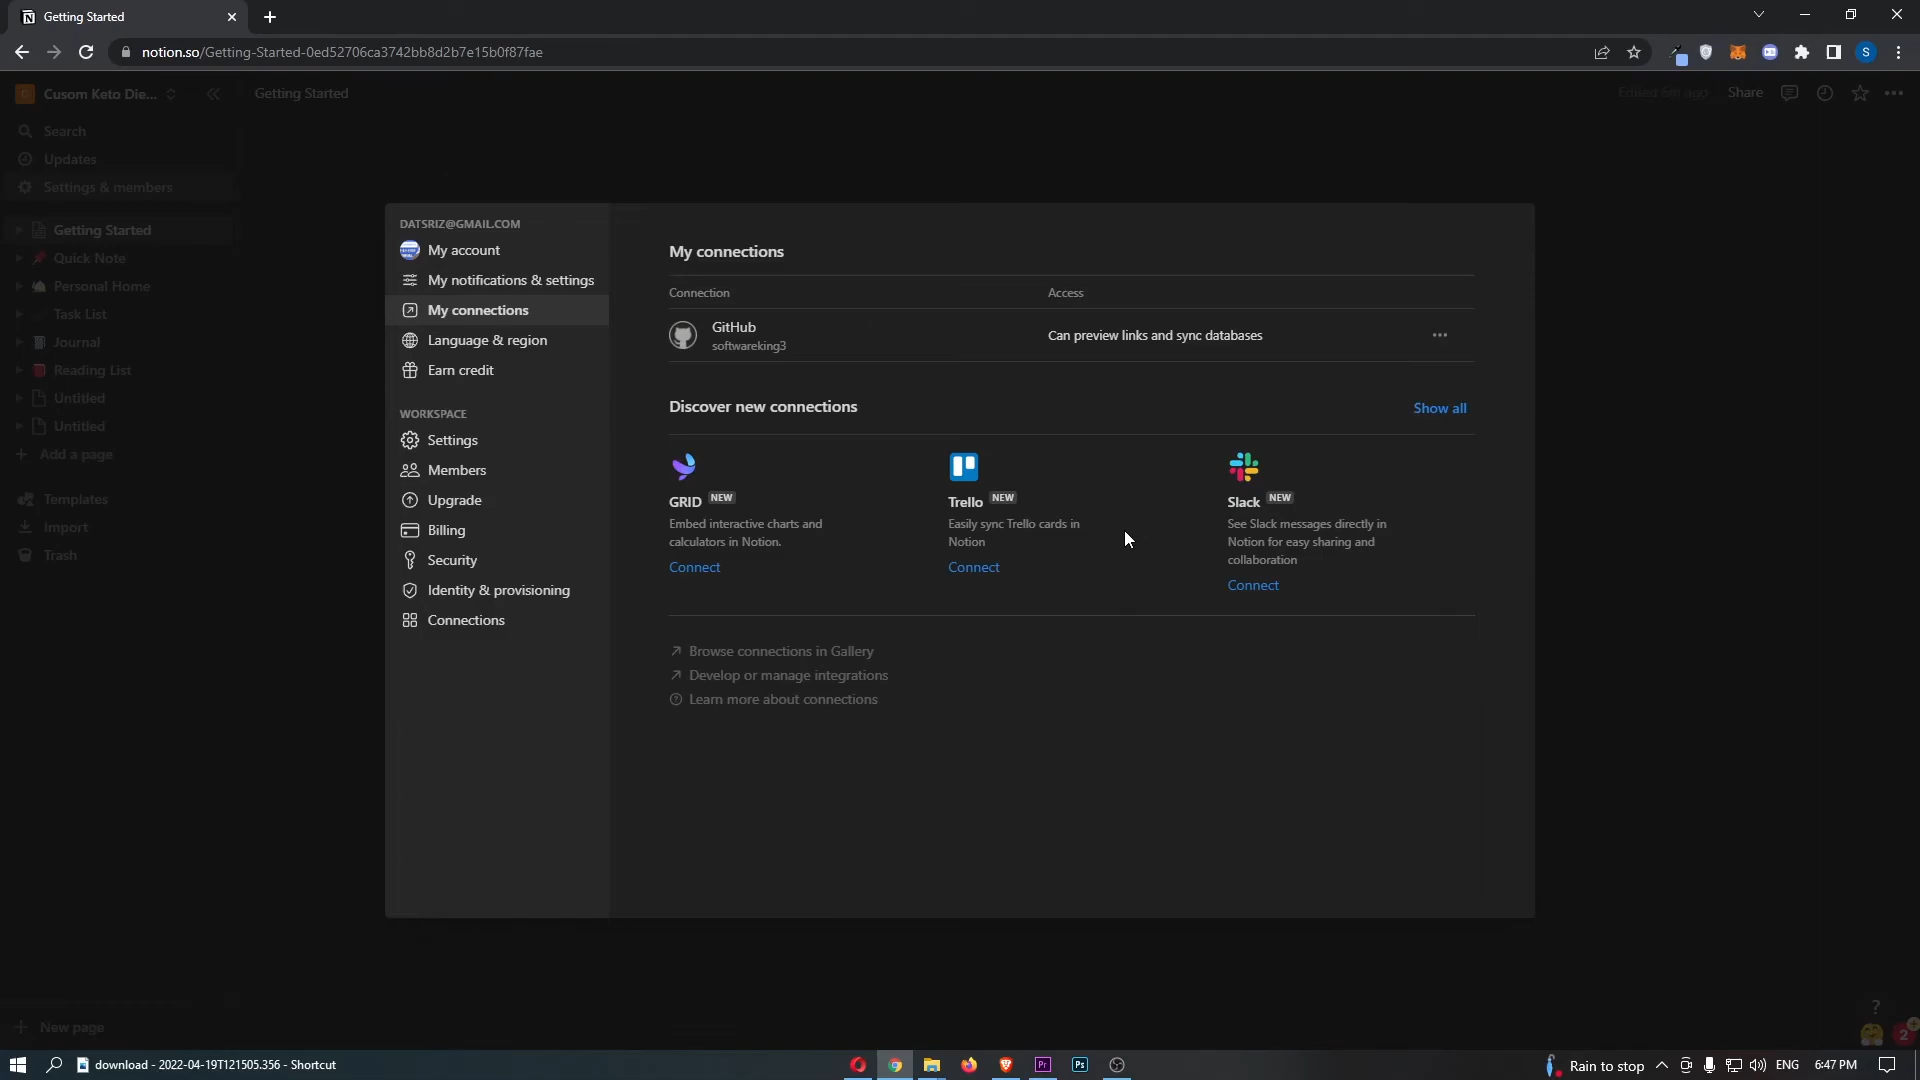 Getting Started
notion.so/Getting-Started-0ed52706ca3742bb8d2b7e15b0f87fae
S
Cusom Keto Die...
Getting Started
Edited 6m ago
Share
Search
Updates
Settings & members
Getting Started
Quick Note
Personal Home
Task List
Journal
Reading List
Untitled
Untitled
Add a page
Templates
Import
Trash
New page
DATSRIZ@GMAIL.COM
My account
My notifications & settings
My connections
Language & region
Earn credit
WORKSPACE
Settings
Members
Upgrade
Billing
Security
Identity & provisioning
Connections
My connections
Connection Access
GitHub
softwareking3
Can preview links and sync databases
Discover new connections
Show all
GRID NEW
Embed interactive charts and
calculators in Notion.
Connect
Trello NEW
Easily sync Trello cards in
Notion
Connect
Slack NEW
See Slack messages directly in
Notion for easy sharing and
collaboration
Connect
Browse connections in Gallery
Develop or manage integrations
Learn more about connections
?
2
download - 2022-04-19T121505.356 - Shortcut
Pr
Ps
Rain to stop
ENG
6:47 PM